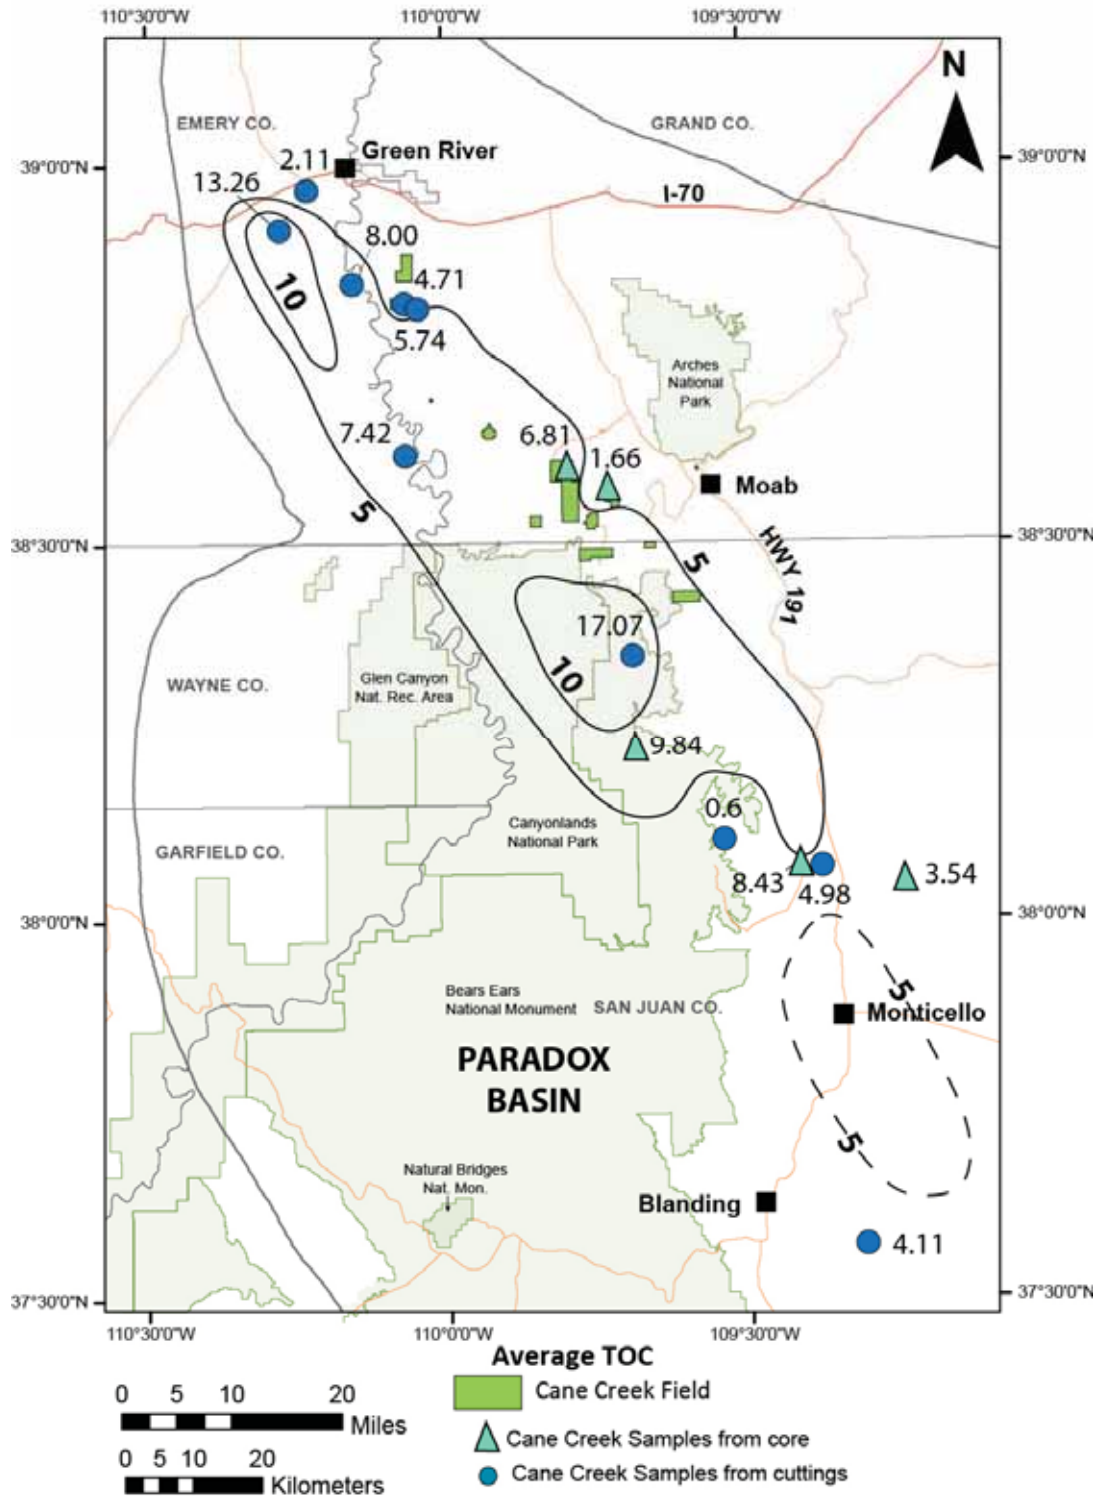 110°30'0"W 110°0'0"W 109°30'0"W
N
EMERY CO.
GRAND CO.
39°0'0"N
2.11
Green River
39°0'0"N
13.26
I-70
8.00
4.71
10
5.74
Arches
National
Park
6.81
7.42
1.66
Moab
5
38°30'0"N
38°30'0"N
5
HWY 191
17.07
10
WAYNE CO.
Glen Canyon
Nat. Rec. Area
9.84
0.6
Canyonlands
National Park
GARFIELD CO.
8.43
4.98
3.54
38°0'0"N
38°0'0"N
5
Bears Ears
National Monument
SAN JUAN CO.
Monticello
PARADOX
BASIN
5
Natural Bridges
Nat. Mon.
Blanding
4.11
37°30'0"N
37°30'0"N
110°30'0"W 110°0'0"W 109°30'0"W
Average TOC
0 5 10 20
Miles
Cane Creek Field
Cane Creek Samples from core
0 5 10 20
Kilometers
Cane Creek Samples from cuttings